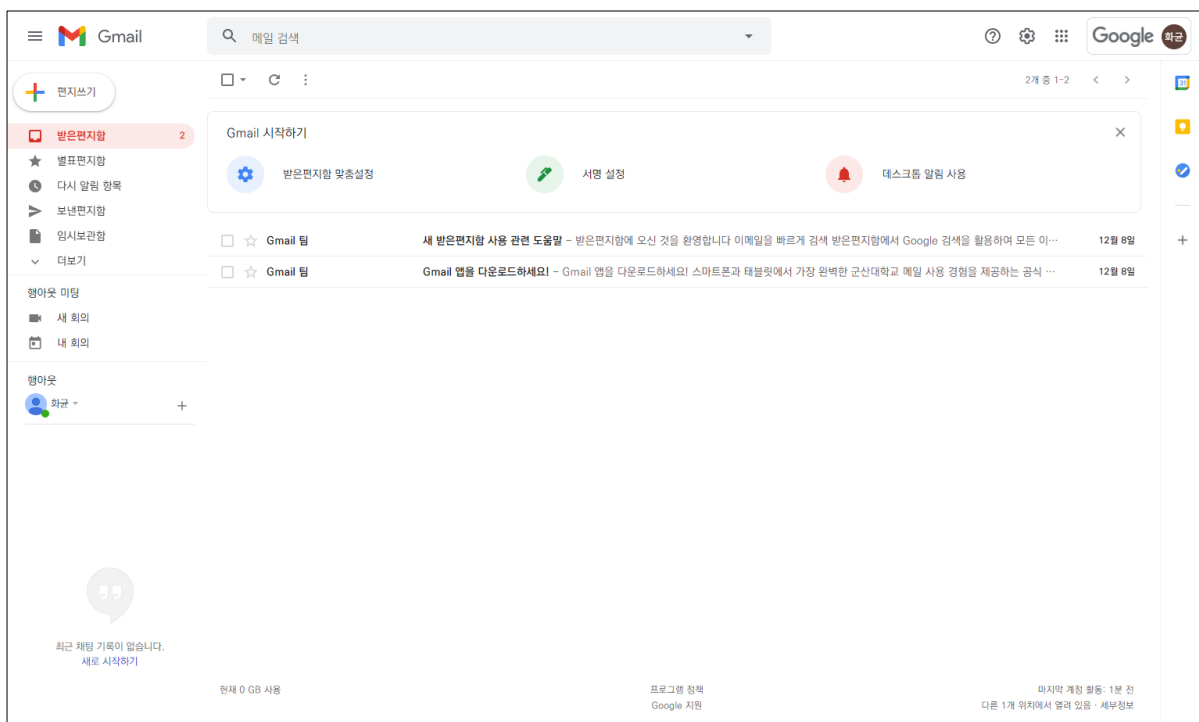 Gmail
메일 검색
Google 화균
편지쓰기
2개 중 1-2
받은편지함 2
별표편지함
다시 알림 항목
보낸편지함
임시보관함
더보기
행아웃 미팅
새 회의
내 회의
행아웃
화균
최근 채팅 기록이 없습니다.
새로 시작하기
Gmail 시작하기
받은편지함 맞춤설정
서명 설정
데스크톱 알림 사용
Gmail 팀 새 받은편지함 사용 관련 도움말 - 받은편지함에 오신 것을 환영합니다 이메일을 빠르게 검색 받은편지함에서 Google 검색을 활용하여 모든 이… 12월 8일
Gmail 팀 Gmail 앱을 다운로드하세요! - Gmail 앱을 다운로드하세요! 스마트폰과 태블릿에서 가장 완벽한 군산대학교 메일 사용 경험을 제공하는 공식 … 12월 8일
31
현재 0 GB 사용
프로그램 정책
Google 지원
마지막 계정 활동: 1분 전
다른 1개 위치에서 열려 있음 · 세부정보